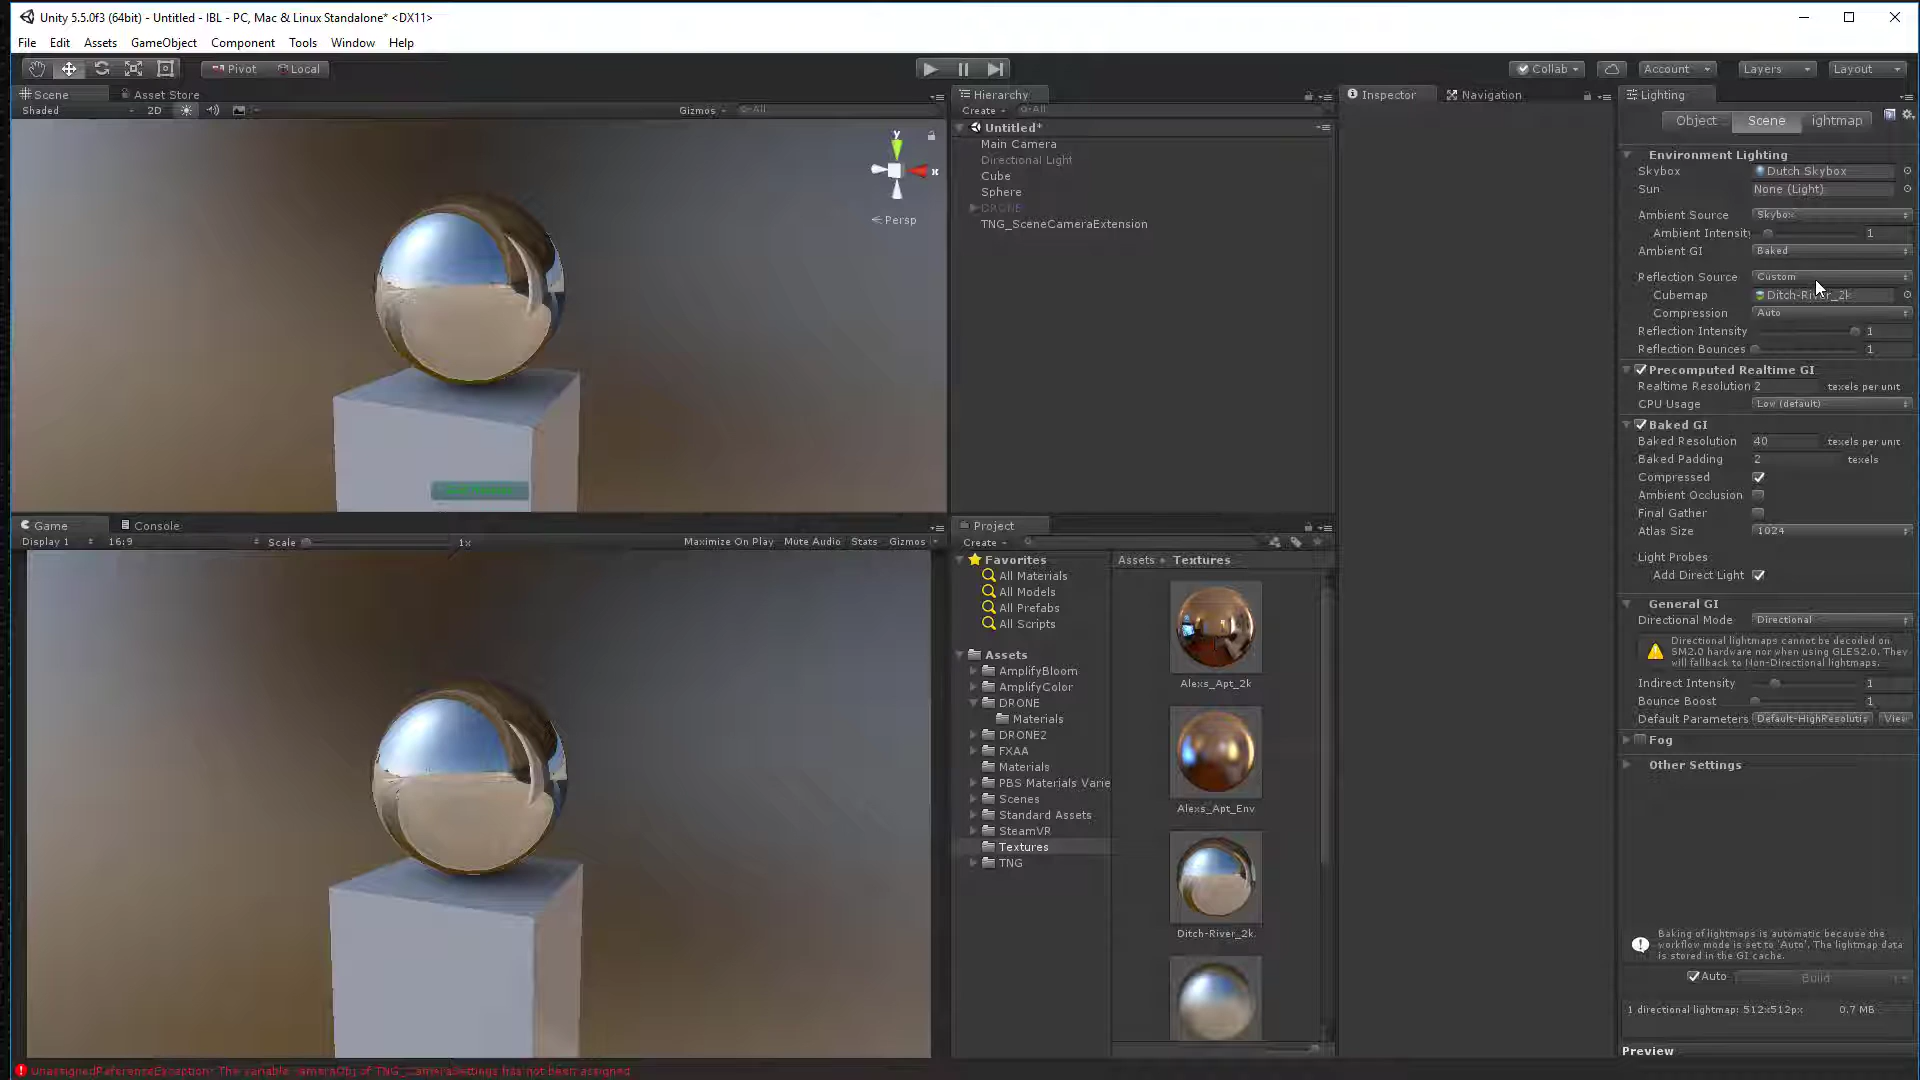 Unity 5.5.0f3 (64bit) - Untitled - IBL - PC, Mac & Linux Standalone* <DX11>
File Edit Assets GameObject Component Tools Window Help
Pivot Local
Collab Account Layers Layout
Scene Asset Store
Shaded 2D Gizmos All
y
x
Persp
Game Console
Display 1 16:9 Scale 1x Maximize On Play Mute Audio Stats Gizmos
Hierarchy
Create All
Untitled*
Main Camera
Directional Light
Cube
Sphere
DRONE
TNG_SceneCameraExtension
Project
Create
Favorites
All Materials
All Models
All Prefabs
All Scripts
Assets
AmplifyBloom
AmplifyColor
DRONE
Materials
DRONE2
FXAA
Materials
PBS Materials Varie
Scenes
Standard Assets
SteamVR
Textures
TNG
Assets Textures
Alexs_Apt_2k
Alexs_Apt_Env
Ditch-River_2k
Inspector Navigation
Lighting
Object Scene ightmap
Environment Lighting
Skybox Dutch Skybox
Sun None (Light)
Ambient Source Skybox
Ambient Intensity 1
Ambient GI Baked
Reflection Source Custom
Cubemap
Compression Auto
Reflection Intensity 1
Reflection Bounces 1
Precomputed Realtime GI
Realtime Resolution 2 texels per unit
CPU Usage Low (default)
Baked GI
Baked Resolution 40 texels per unit
Baked Padding 2 texels
Compressed
Ambient Occlusion
Final Gather
Atlas Size 1024
Light Probes
Add Direct Light
General GI
Directional Mode Directional
Directional lightmaps cannot be decoded on
SM2.0 hardware nor when using GLES2.0. They
will fallback to Non-Directional lightmaps.
Indirect Intensity 1
Bounce Boost 1
Default Parameters Default-HighResoluti View
Fog
Other Settings
Baking of lightmaps is automatic because the
workflow mode is set to 'Auto'. The lightmap data
is stored in the GI cache.
Auto Build
1 directional lightmap: 512x512px 0.7 MB
Preview
UnassignedReferenceException: The variable cameraObj of TNG_CameraSettings has not been assigned